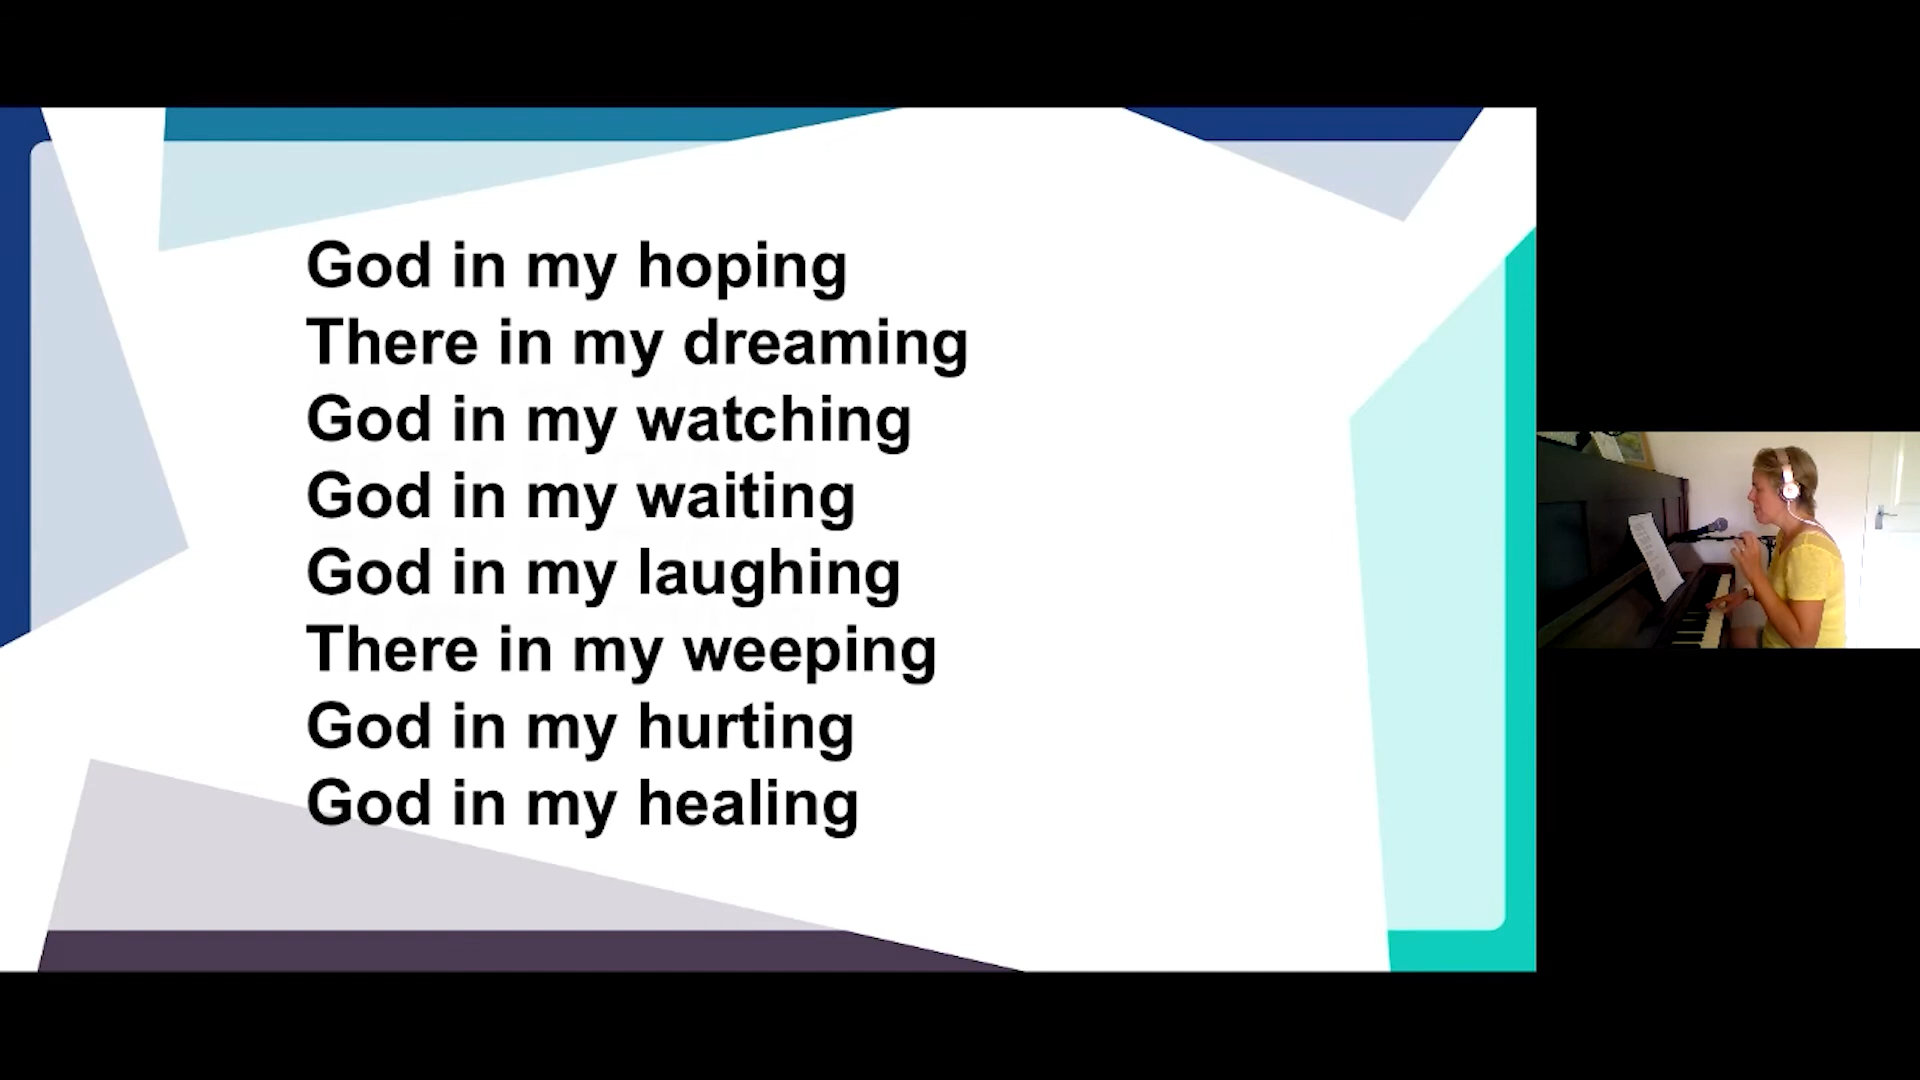 God in my hoping
There in my dreaming
God in my watching
God in my waiting
God in my laughing
There in my weeping
God in my hurting
God in my healing